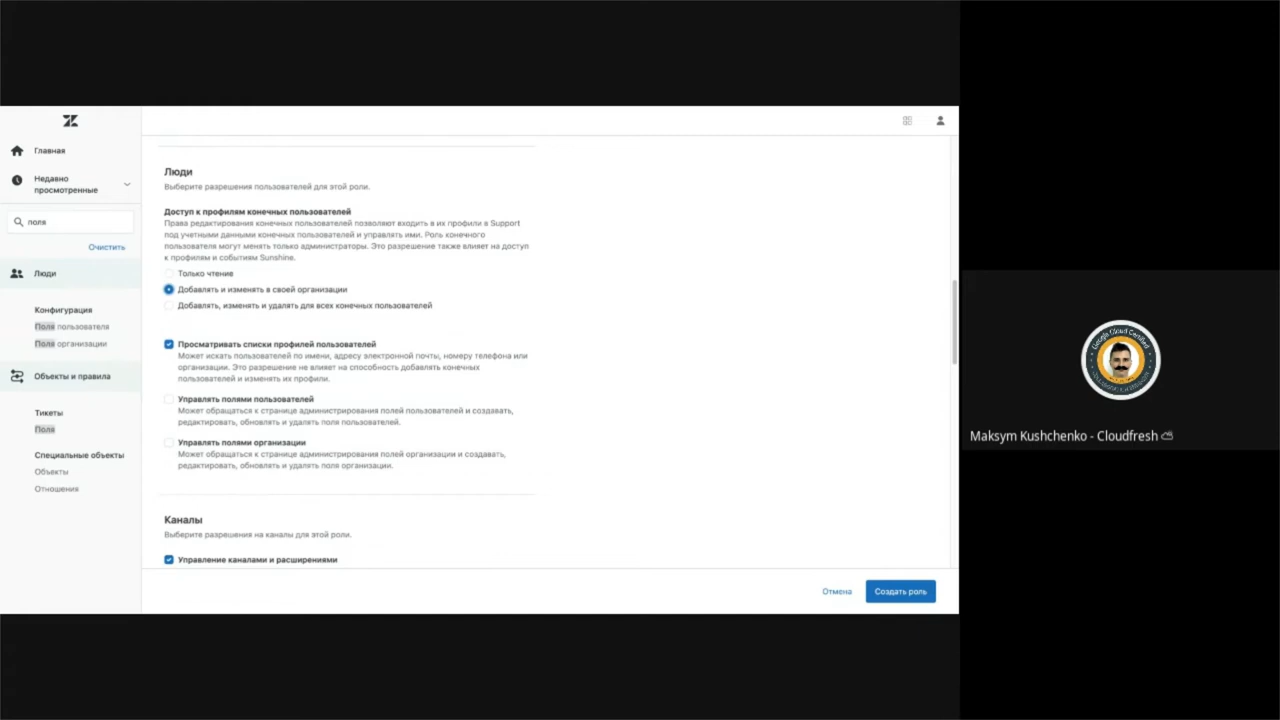 Главная
Недавно
просмотренные
поля
Очистить
Люди
Конфигурация
Поля пользователя
Поля организации
Объекты и правила
Тикеты
Поля
Специальные объекты
Объекты
Отношения
Люди
Выберите разрешения пользователей для этой роли.
Доступ к профилям конечных пользователей
Права редактирования конечных пользователей позволяют входить в их профили в Support
под учетными данными конечных пользователей и управлять ими. Роль конечного
пользователя могут менять только администраторы. Это разрешение также влияет на доступ
к профилям и событиям Sunshine.
Только чтение
Добавлять и изменять в своей организации
Добавлять, изменять и удалять для всех конечных пользователей
Просматривать списки профилей пользователей
Может искать пользователей по имени, адресу электронной почты, номеру телефона или
организации. Это разрешение не влияет на способность добавлять конечных
пользователей и изменять их профили.
Управлять полями пользователей
Может обращаться к странице администрирования полей пользователей и создавать,
редактировать, обновлять и удалять поля пользователей.
Управлять полями организации
Может обращаться к странице администрирования полей организации и создавать,
редактировать, обновлять и удалять поля организации.
Каналы
Выберите разрешения на каналы для этой роли.
Управление каналами и расширениями
Отмена
Создать роль
Google Cloud Certified
Maksym Kushchenko - Cloudfresh